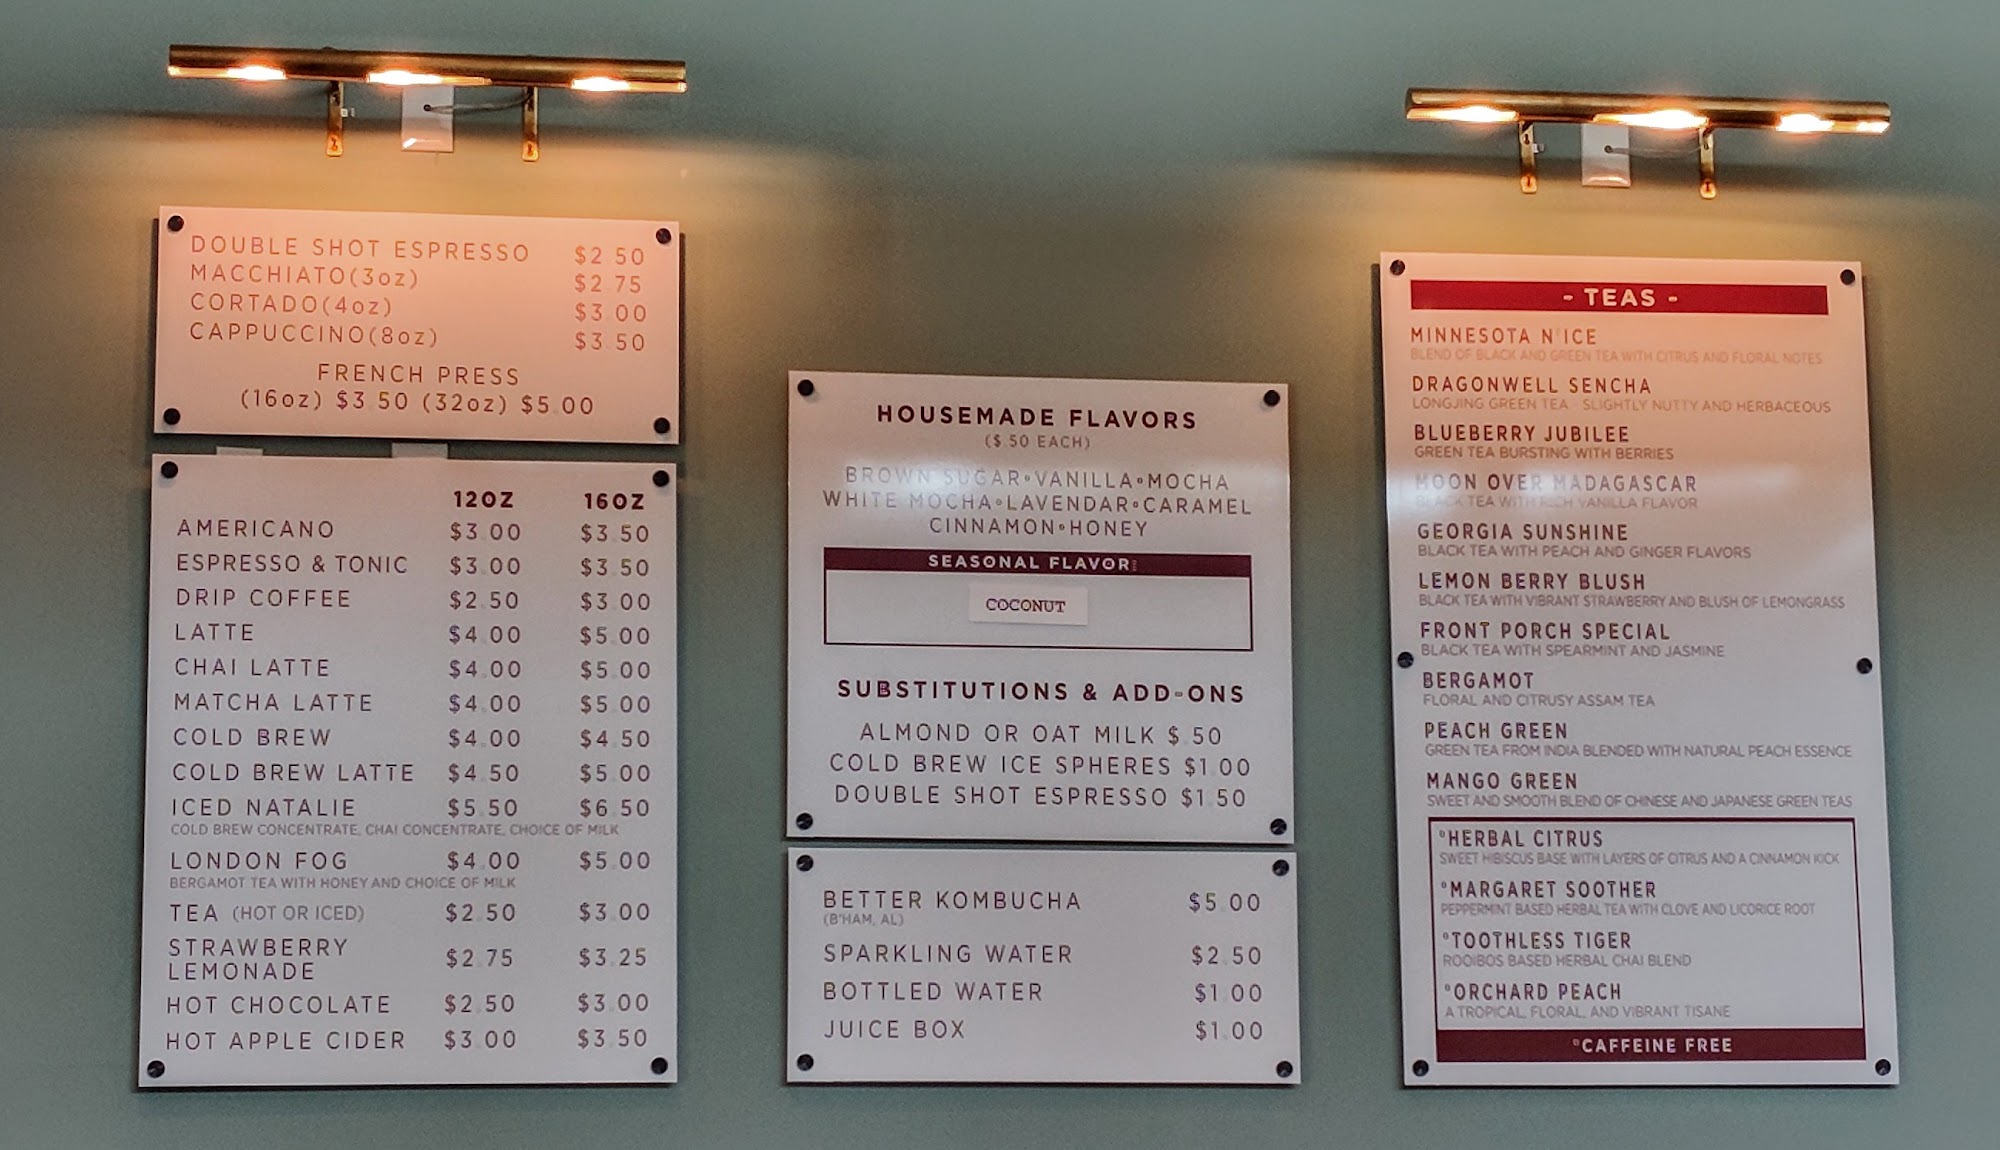 DOUBLE SHOT ESPRESSO $2.50
MACCHIATO(3oz) $2.75
CORTADO(4oz) $3.00
CAPPUCCINO(8oz) $3.50
FRENCH PRESS
(16oz) $3.50 (32oz) $5.00
12OZ 16OZ
AMERICANO $3.00 $3.50
ESPRESSO & TONIC $3.00 $3.50
DRIP COFFEE $2.50 $3.00
LATTE $4.00 $5.00
CHAI LATTE $4.00 $5.00
MATCHA LATTE $4.00 $5.00
COLD BREW $4.00 $4.50
COLD BREW LATTE $4.50 $5.00
ICED NATALIE $5.50 $6.50
COLD BREW CONCENTRATE, CHAI CONCENTRATE, CHOICE OF MILK
LONDON FOG $4.00 $5.00
BERGAMOT TEA WITH HONEY AND CHOICE OF MILK
TEA (HOT OR ICED) $2.50 $3.00
STRAWBERRY
LEMONADE $2.75 $3.25
HOT CHOCOLATE $2.50 $3.00
HOT APPLE CIDER $3.00 $3.50
HOUSEMADE FLAVORS
($.50 EACH)
BROWN SUGAR•VANILLA•MOCHA
WHITE MOCHA•LAVENDAR•CARAMEL
CINNAMON•HONEY
SEASONAL FLAVOR:
COCONUT
SUBSTITUTIONS & ADD-ONS
ALMOND OR OAT MILK $.50
COLD BREW ICE SPHERES $1.00
DOUBLE SHOT ESPRESSO $1.50
BETTER KOMBUCHA $5.00
(B'HAM, AL)
SPARKLING WATER $2.50
BOTTLED WATER $1.00
JUICE BOX $1.00
- TEAS -
MINNESOTA N'ICE
BLEND OF BLACK AND GREEN TEA WITH CITRUS AND FLORAL NOTES
DRAGONWELL SENCHA
LONGJING GREEN TEA - SLIGHTLY NUTTY AND HERBACEOUS
BLUEBERRY JUBILEE
GREEN TEA BURSTING WITH BERRIES
MOON OVER MADAGASCAR
BLACK TEA WITH RICH VANILLA FLAVOR
GEORGIA SUNSHINE
BLACK TEA WITH PEACH AND GINGER FLAVORS
LEMON BERRY BLUSH
BLACK TEA WITH VIBRANT STRAWBERRY AND BLUSH OF LEMONGRASS
FRONT PORCH SPECIAL
BLACK TEA WITH SPEARMINT AND JASMINE
BERGAMOT
FLORAL AND CITRUSY ASSAM TEA
PEACH GREEN
GREEN TEA FROM INDIA BLENDED WITH NATURAL PEACH ESSENCE
MANGO GREEN
SWEET AND SMOOTH BLEND OF CHINESE AND JAPANESE GREEN TEAS
*HERBAL CITRUS
SWEET HIBISCUS BASE WITH LAYERS OF CITRUS AND A CINNAMON KICK
*MARGARET SOOTHER
PEPPERMINT BASED HERBAL TEA WITH CLOVE AND LICORICE ROOT
*TOOTHLESS TIGER
ROOIBOS BASED HERBAL CHAI BLEND
*ORCHARD PEACH
A TROPICAL, FLORAL, AND VIBRANT TISANE
*CAFFEINE FREE